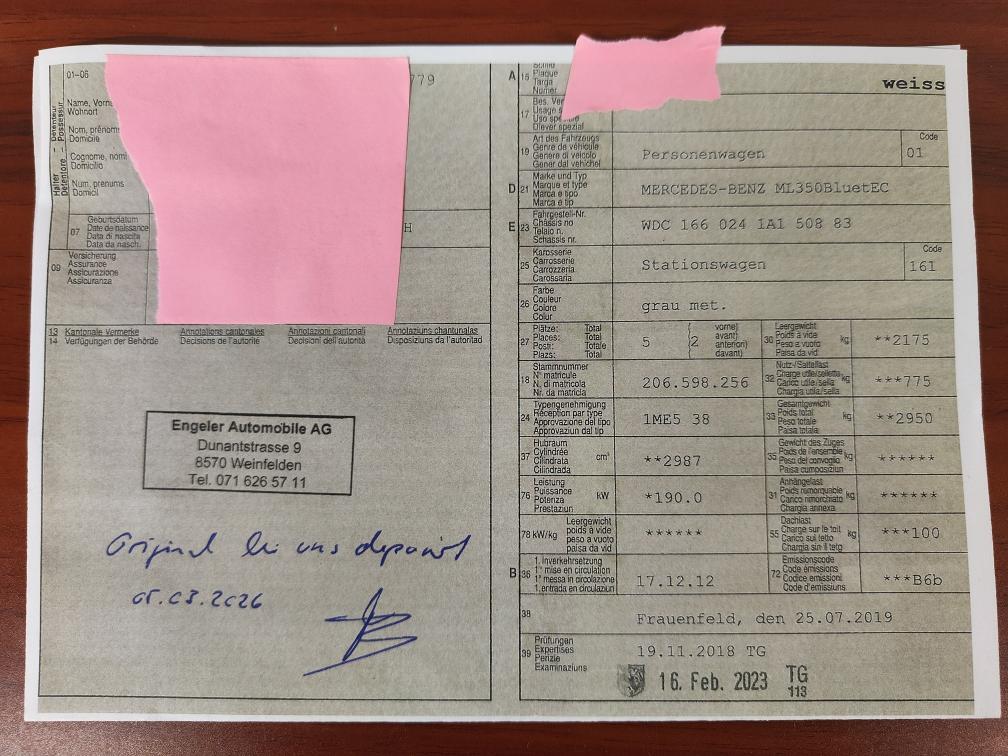 01-06
779
Halter Détenteur
Detentore Possessur
Name, Vorn
Wohnort
Nom, prénom
Domicile
Cognome, nom
Domicilio
Num, prenums
Domicil
07
Geburtsdatum
Date de naissance
Data di nascita
Data da nasch.
H
09
Versicherung
Assurance
Assicurazione
Assicuranza
13
14
Kantonale Vermerke
Verfügungen der Behörde
Annotations cantonales
Décisions de l'autorité
Annotazioni cantonali
Decisioni dell'autorità
Annotaziuns chantunalas
Disposiziuns da l'autoritad
Engeler Automobile AG
Dunantstrasse 9
8570 Weinfelden
Tel. 071 626 57 11
Original bei uns deponiert
05.03.2026
A 15
Schild
Plaque
Targa
Numer
weiss
17
Bes. Ver
Usage s
Uso spe
Diever spezial
19
Art des Fahrzeugs
Genre de véhicule
Genere di veicolo
Gener dal vehichel
Personenwagen
Code
01
D 21
Marke und Typ
Marque et type
Marca e tipo
Marca e tip
MERCEDES-BENZ ML350BluetEC
E 23
Fahrgestell-Nr.
Châssis no
Telaio n.
Schassis nr.
WDC 166 024 1A1 508 83
25
Karosserie
Carrosserie
Carrozzeria
Carossaria
Stationswagen
Code
161
26
Farbe
Couleur
Colore
Colur
grau met.
27
Plätze: Total
Places: Total
Posti: Totale
Plazs: Total
5 (2
vorne)
avant)
anteriori)
davant)
30
Leergewicht
Poids à vide
Peso a vuoto
Paisa da vid
kg
**2175
18
Stammnummer
N° matricule
N. di matricola
Nr. da matricla
206.598.256
32
Nutz-/Sattellast
Charge utile/sellette
Carico utile/sella
Chargia utila/sella
kg
***775
24
Typengenehmigung
Réception par type
Approvazione del tipo
Approvaziun dal tip
1ME5 38
33
Gesamtgewicht
Poids total
Peso totale
Paisa totala
kg
**2950
37
Hubraum
Cylindrée
Cilindrata
Cilindrada
cm³
**2987
35
Gewicht des Zuges
Poids de l'ensemble
Peso del convoglio
Paisa cumposiziun
kg
******
76
Leistung
Puissance
Potenza
Prestaziun
kW
*190.0
31
Anhängelast
Poids remorquable
Carico rimorchiato
Chargia annexa
kg
******
78 kW/kg
Leergewicht
poids à vide
peso a vuoto
paisa da vid
******
55
Dachlast
Charge sur le toit
Carico sul tetto
Chargia sin il tetg
kg
***100
B 36
1. Inverkehrsetzung
1re mise en circulation
1a messa in circolazione
1. entrada en circulaziun
17.12.12
72
Emissionscode
Code émissions
Codice emissioni
Code d'emissiuns
***B6b
38
Frauenfeld, den 25.07.2019
39
Prüfungen
Expertises
Perizie
Examinaziuns
19.11.2018 TG
16. Feb. 2023 TG
113